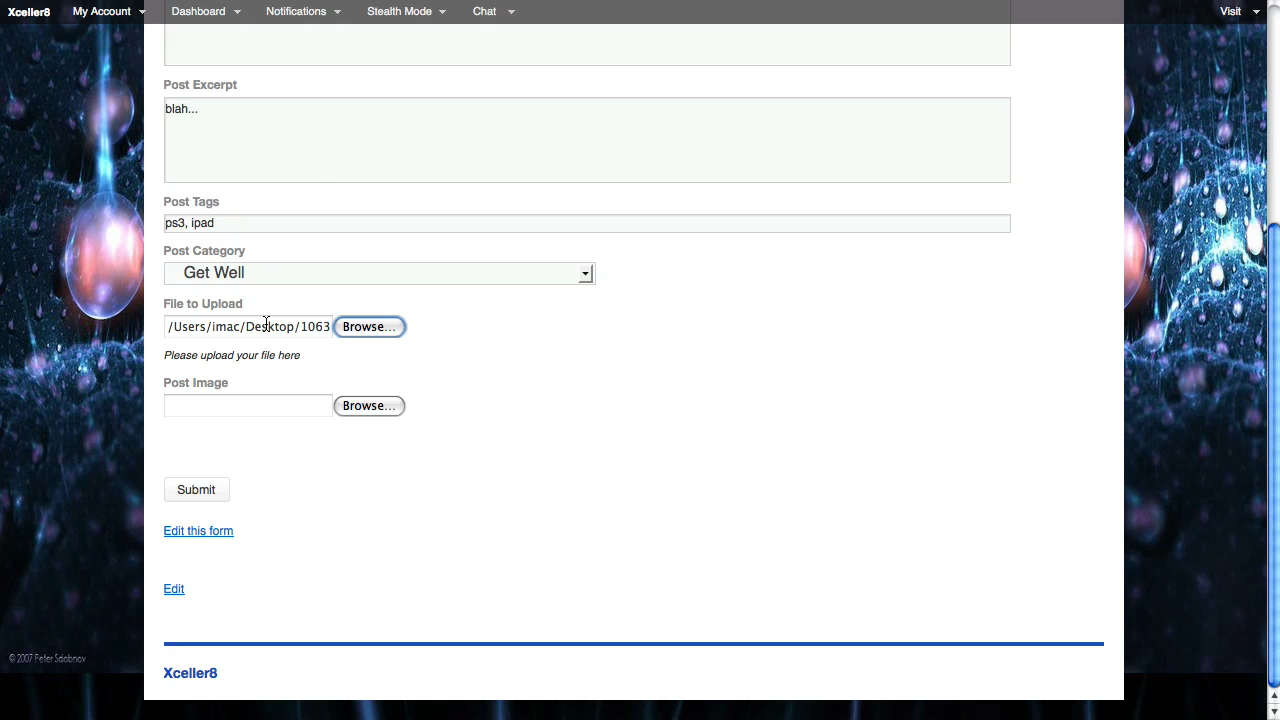 Xceller8 My Account Dashboard Notifications Stealth Mode Chat Visit
Post Excerpt
blah...
Post Tags
ps3, ipad
Post Category
Get Well
File to Upload
/Users/imac/Desktop/1063 Browse...
Please upload your file here
Post Image
Browse...
Submit
Edit this form
Edit
© 2007 Peter Sdobnov
Xceller8